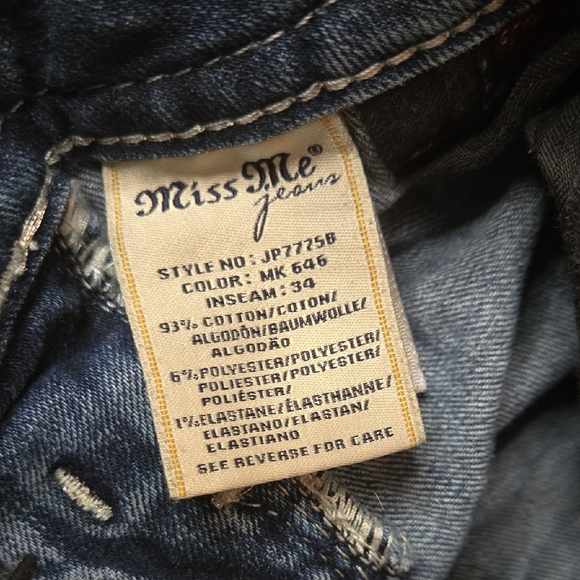 Miss Me®
jeans
STYLE NO: JP7775B
COLOR: MK 646
INSEAM: 34
93% COTTON/COTON/
ALGODÓN/BAUMWOLLE/
ALGODÃO
6% POLYESTER/POLYESTER/
POLIESTER/POLYESTER/
POLIÉSTER/
1% ELASTANE/ÉLASTHANNE/
ELASTANO/ELASTAN/
ELASTIANO
SEE REVERSE FOR CARE